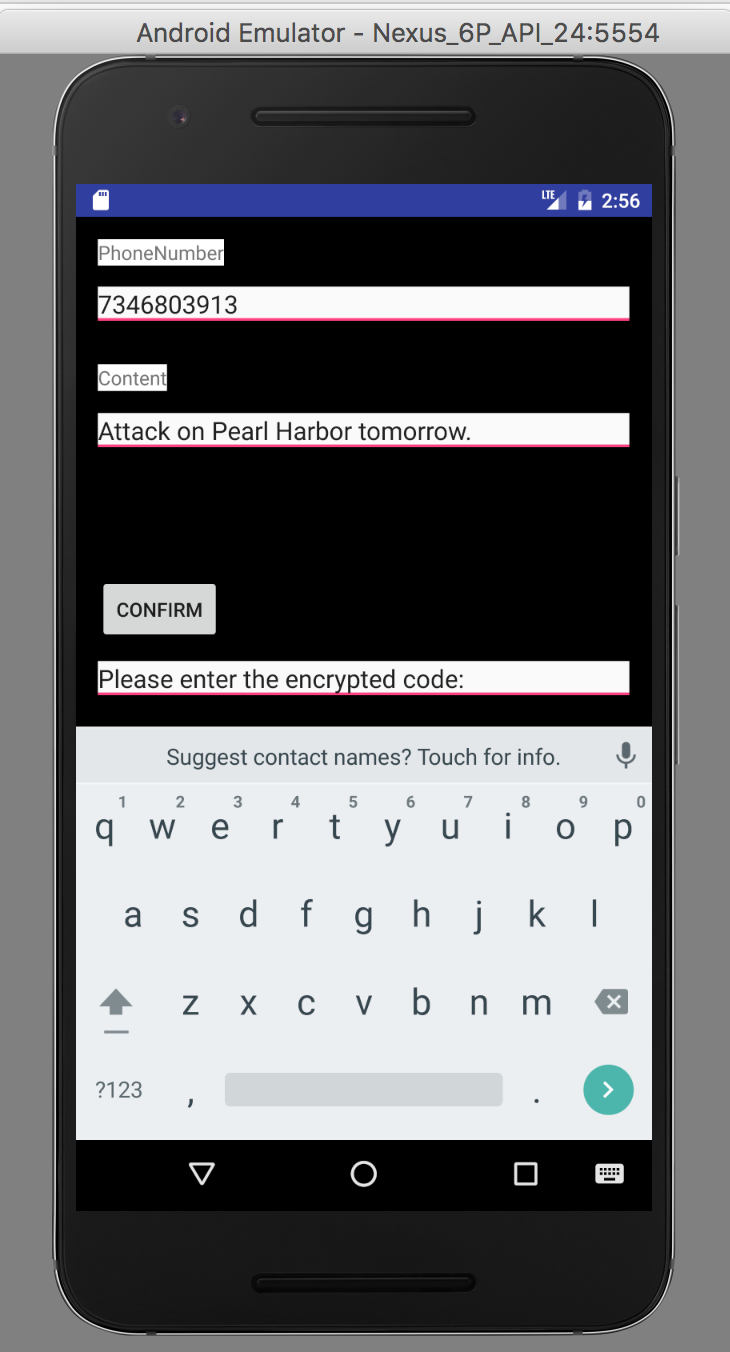 Android Emulator - Nexus_6P_API_24:5554
LTE 2:56
PhoneNumber
7346803913
Content
Attack on Pearl Harbor tomorrow.
CONFIRM
Please enter the encrypted code:
Suggest contact names? Touch for info.
1 2 3 4 5 6 7 8 9 0
q w e r t y u i o p
a s d f g h j k l
z x c v b n m
?123 , .